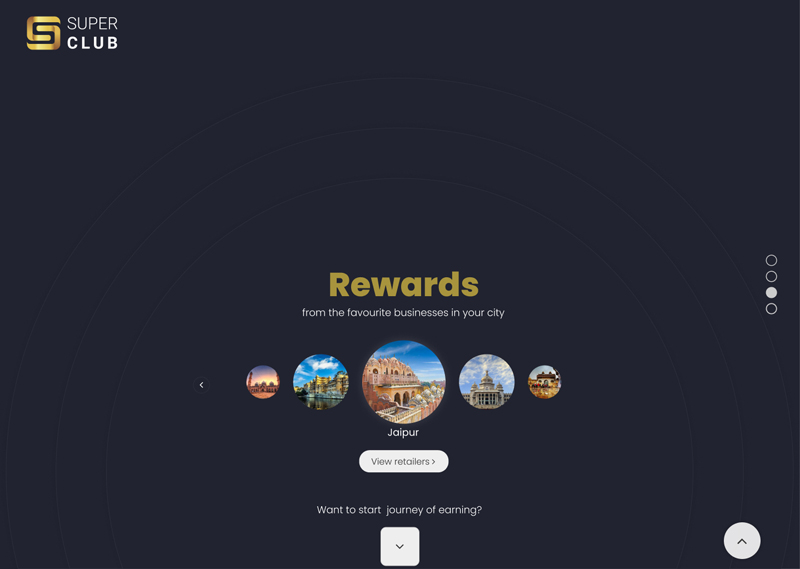 SUPER
CLUB
Rewards
from the favourite businesses in your city
Jaipur
View retailers >
Want to start journey of earning?